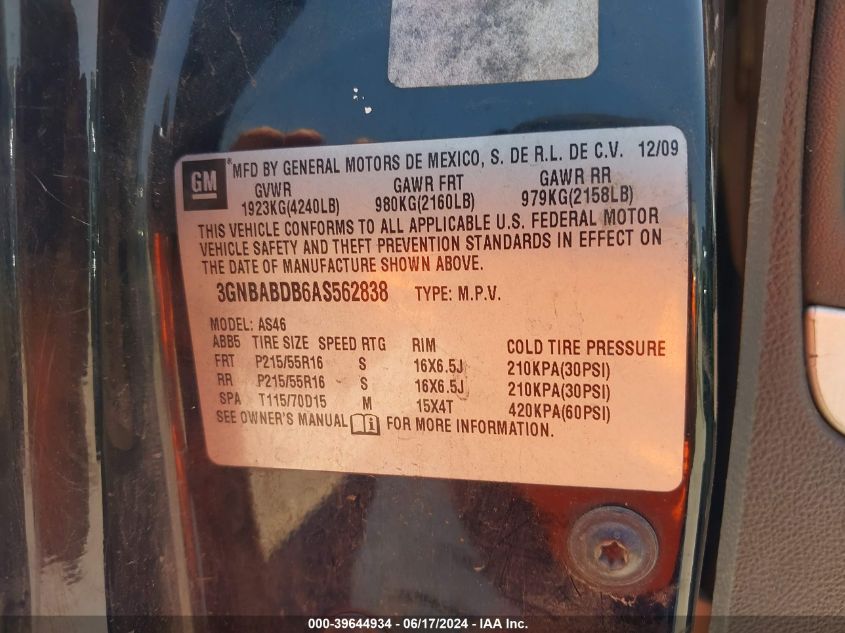 GM ® MFD BY GENERAL MOTORS DE MEXICO, S. DE R.L. DE C.V. 12/09
GVWR GAWR FRT GAWR RR
1923KG(4240LB) 980KG(2160LB) 979KG(2158LB)
THIS VEHICLE CONFORMS TO ALL APPLICABLE U.S. FEDERAL MOTOR
VEHICLE SAFETY AND THEFT PREVENTION STANDARDS IN EFFECT ON
THE DATE OF MANUFACTURE SHOWN ABOVE.
3GNBABDB6AS562838 TYPE: M.P.V.
MODEL: AS46
ABB5 TIRE SIZE SPEED RTG RIM COLD TIRE PRESSURE
FRT P215/55R16 S 16X6.5J 210KPA(30PSI)
RR P215/55R16 S 16X6.5J 210KPA(30PSI)
SPA T115/70D15 M 15X4T 420KPA(60PSI)
SEE OWNER'S MANUAL i FOR MORE INFORMATION.
000-39644934 / 06/17/2024 - IAA Inc.